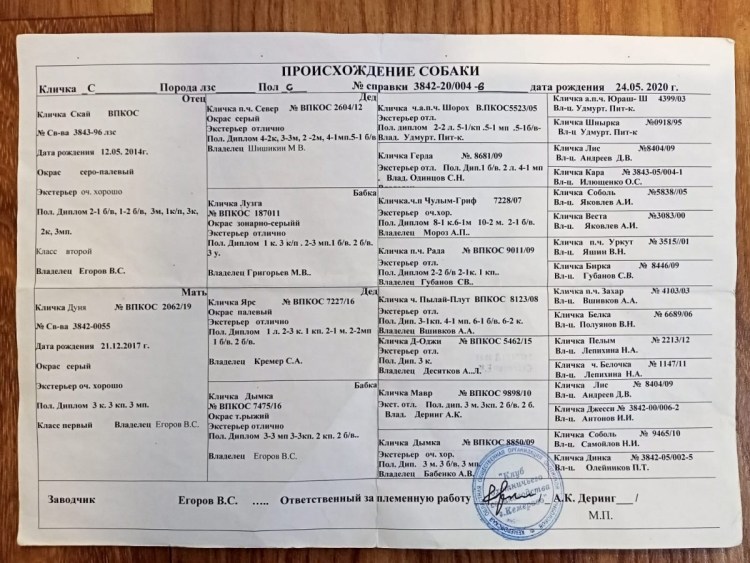 ПРОИСХОЖДЕНИЕ СОБАКИ
Кличка С Порода лзс Пол с № справки 3842-20/004 -в дата рождения 24.05. 2020 г.
Отец
Кличка Скай ВПКОС
№ Св-ва 3843-96 лзс
Дата рождения 12.05. 2014г.
Окрас серо-палевый
Экстерьер оч. хорошо
Пол. Диплом 2-1 б/в, 1-2 б/в, 3м, 1к/п, 3к,
2к, 3мп.
Класс второй
Владелец Егоров В.С.
Мать
Кличка Дуня № ВПКОС 2062/19
№ Св-ва 3842-0055
Дата рождения 21.12.2017 г.
Окрас серый
Экстерьер оч. хорошо
Пол. Диплом 3 к. 3 кп. 3 мп.
Класс первый Владелец Егоров В.С.
Дед
Кличка п.ч. Север № ВПКОС 2604/12
Окрас серый
Экстерьер отлично
Пол. Диплом 4-2к, 3-3м, 2 -2м, 4-1мп.5-1 б/в
Владелец Шишкин М В.
Бабка
Кличка Лузга
№ ВПКОС 187011
Окрас зонарно-серыйй
Экстерьер отлично
Пол. Диплом 1 к. 3 к/п . 2-3 мп.1 б/в. 2 б/в.
3 у.
Владелец Григорьев М.В..
Дед
Кличка Ярс № ВПКОС 7227/16
Окрас палевый
Экстерьер отлично
Пол. Диплом 1 л. 2-3 к. 1 кп. 2-1 м. 2-2мп
1 б/в. 2 б/в.
Владелец Кремер С.А.
Бабка
Кличка Дымка
№ ВПКОС 7475/16
Окрас т.рыжий
Экстерьер отлично
Пол. Диплом 3-3 мп 3-3кп. 2 кп. 2 б/в..
Владелец Егоров В.С.
Кличка ч.а.п.ч. Шорох В.ПКОС5523/05
Экстерьер отл.
Пол. диплом 2-2 л. 5-1/кп .5-1 мп .5-1б/в-
Владел. Удмурт. Пит-к
Кличка Герда № 8681/09
Экстерьер отл. Пол. Дип.1 б/в. 2 л. 4-1 мп
. Влад. Одинцов С.Н.
Кличка.ч.п Чулым-Гриф 7228/07
Экстерьер оч.хор.
Пол. Диплом 8-1 к.6-1м 10-2 м. 2-1 б/в.
Владелец Мороз А.П..
Кличка п.ч. Рада № ВПКОС 9011/09
Экстерьер отл.
Пол. Диплом 2-2 б/в 2-1к. 1 кп..
Владелец Губанов СВ..
Кличка ч. Пылай-Плут ВПКОС 8123/08
Экстерьер отл.
Пол. Дип. 3-1кп. 4-1 мп. 6-1 б/в. 6-2 к.
Владелец Вшивков А.А.
Кличка Д-Оджи № ВПКОС 5462/15
Экстерьер отл.
Пол. Дип. 3 к.
Владелец Десятков А...Л.
Кличка Мавр № ВПКОС 9898/10
Экст. отл. Пол. дип. 3 м. 3кп. 2 б/в. 2 б.
Влад. Деринг А.К.
Кличка Дымка № ВПКОС 8850/09
Экстерьер оч. хор.
Пол. Дип. 3 м. 3 б/в. 3 мп.
Владелец Бабенко А.В.
Кличка а.п.ч. Юраш- Ш 4399/03
Вл-ц. Удмурт. Пит-к.
Кличка Шнырка №0918/95
Вл-ц Удмурт. Пит-к
Кличка Лис №8404/09
Вл-ц. Андреев Д.В.
Кличка Кара № 3843-05/004-1
Вл-ц. Илющенко О.С.
Кличка Соболь №5838//05
Вл-ц. Яковлев А.И.
Кличка Веста №3083/00
Вл-ц. Яковлев А.И.
Кличка п.ч. Уркут № 3515//01
Вл-ц. Яшин В.Н.
Кличка Бирка № 8446/09
Вл-ц. Губанов С.В.
Кличка п.ч. Захар № 4103/03
Вл-ц. Вшивков А.А.
Кличка Белка № 6689/06
Вл-ц. Полуянов В.Н.
Кличка Пелым № 2213/12
Вл-ц. Лепихина Н.А.
Кличка ч. Белочка № 1147/11
Вл-ц. Лепихина Н.А.
Кличка Лис № 8404/09
Вл-ц. Андреев Д.В.
Кличка Джесси № 3842-00/006-2
Вл-ц. Антонов И.И.
Кличка Соболь № 9465/10
Вл-ц. Самойлов Н.И.
Кличка Динка № 3842-05/002-5
Вл-ц. Олейников П.Т.
Заводчик Егоров В.С. ….. Ответственный за племенную работу /_ А.К. Деринг___ /
М.П.
"Клуб